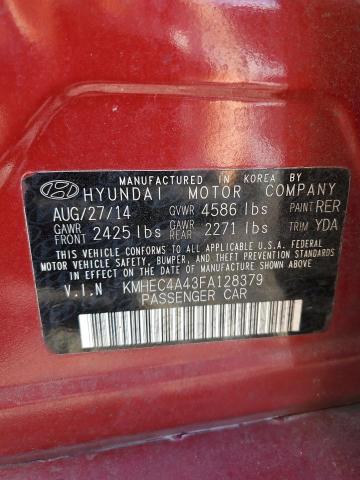 MANUFACTURED IN KOREA BY
HYUNDAI MOTOR COMPANY
AUG/27/14 GVWR 4586 lbs PAINT RER
GAWR FRONT 2425 lbs GAWR REAR 2271 lbs TRIM YDA
THIS VEHICLE CONFORMS TO ALL APPLICABLE U.S.A. FEDERAL
MOTOR VEHICLE SAFETY, BUMPER, AND THEFT PREVENTION
STANDARDS IN EFFECT ON THE DATE OF MANUFACTURE SHOWN ABOVE.
V.I.N KMHEC4A43FA128379
PASSENGER CAR